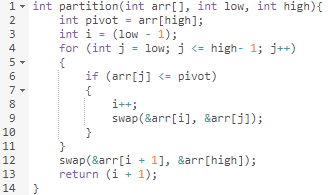 1 int partition(int arr[], int low, int high){
2     int pivot = arr[high];
3     int i = (low - 1);
4     for (int j = low; j <= high- 1; j++)
5     {
6         if (arr[j] <= pivot)
7         {
8             i++;
9             swap(&arr[i], &arr[j]);
10         }
11     }
12     swap(&arr[i + 1], &arr[high]);
13     return (i + 1);
14 }